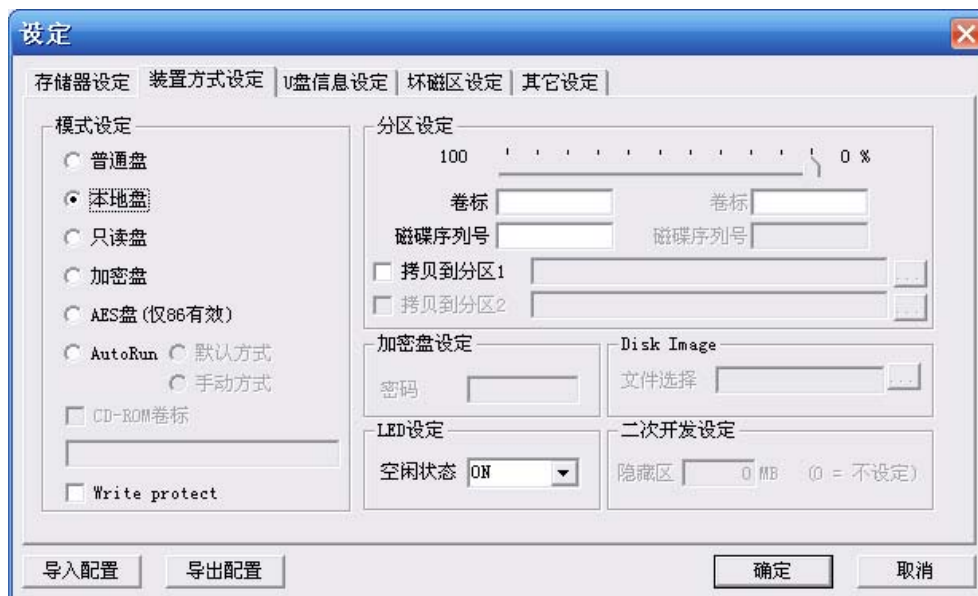 设定
存储器设定 装置方式设定 U盘信息设定 坏磁区设定 其它设定
模式设定
普通盘
本地盘
只读盘
加密盘
AES盘(仅86有效)
AutoRun 默认方式
手动方式
CD-ROM卷标
Write protect
分区设定
100 0 %
卷标 卷标
磁碟序列号 磁碟序列号
拷贝到分区1 ...
拷贝到分区2 ...
加密盘设定
密码
Disk Image
文件选择 ...
LED设定
空闲状态 ON
二次开发设定
隐藏区 0 MB (0 = 不设定)
导入配置 导出配置 确定 取消